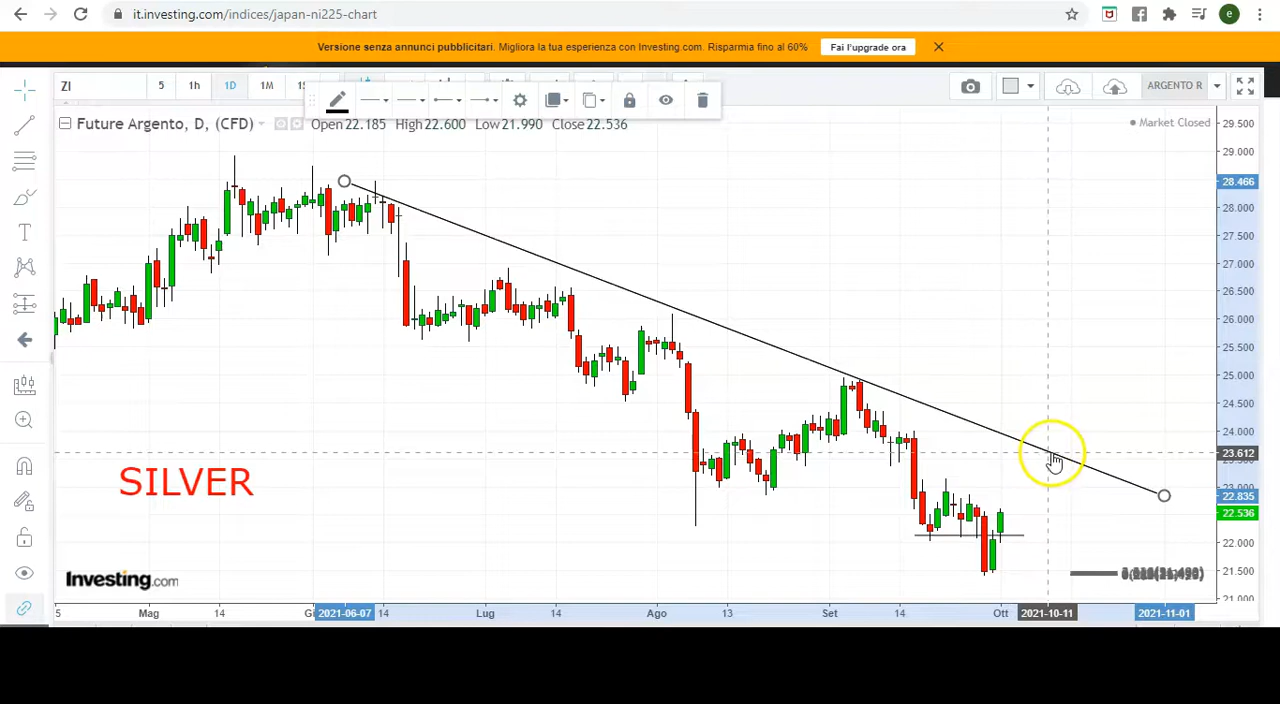 it.investing.com/indices/japan-ni225-chart
e
Versione senza annunci pubblicitari. Migliora la tua esperienza con Investing.com. Risparmia fino al 60%
Fai l'upgrade ora
ZI 5 1h 1D 1M
ARGENTO R
Future Argento, D, (CFD)
Open 22.185 High 22.600 Low 21.990 Close 22.536
Market Closed
29.500
29.000
28.466
28.000
27.500
27.000
26.500
26.000
25.500
25.000
24.500
24.000
23.612
23.000
22.835
22.536
22.000
21.500
21.000
SILVER
Investing.com
5 Mag 14 2021-06-07 14 Lug 14 Ago 13 Set 14 Ott 2021-10-11 2021-11-01